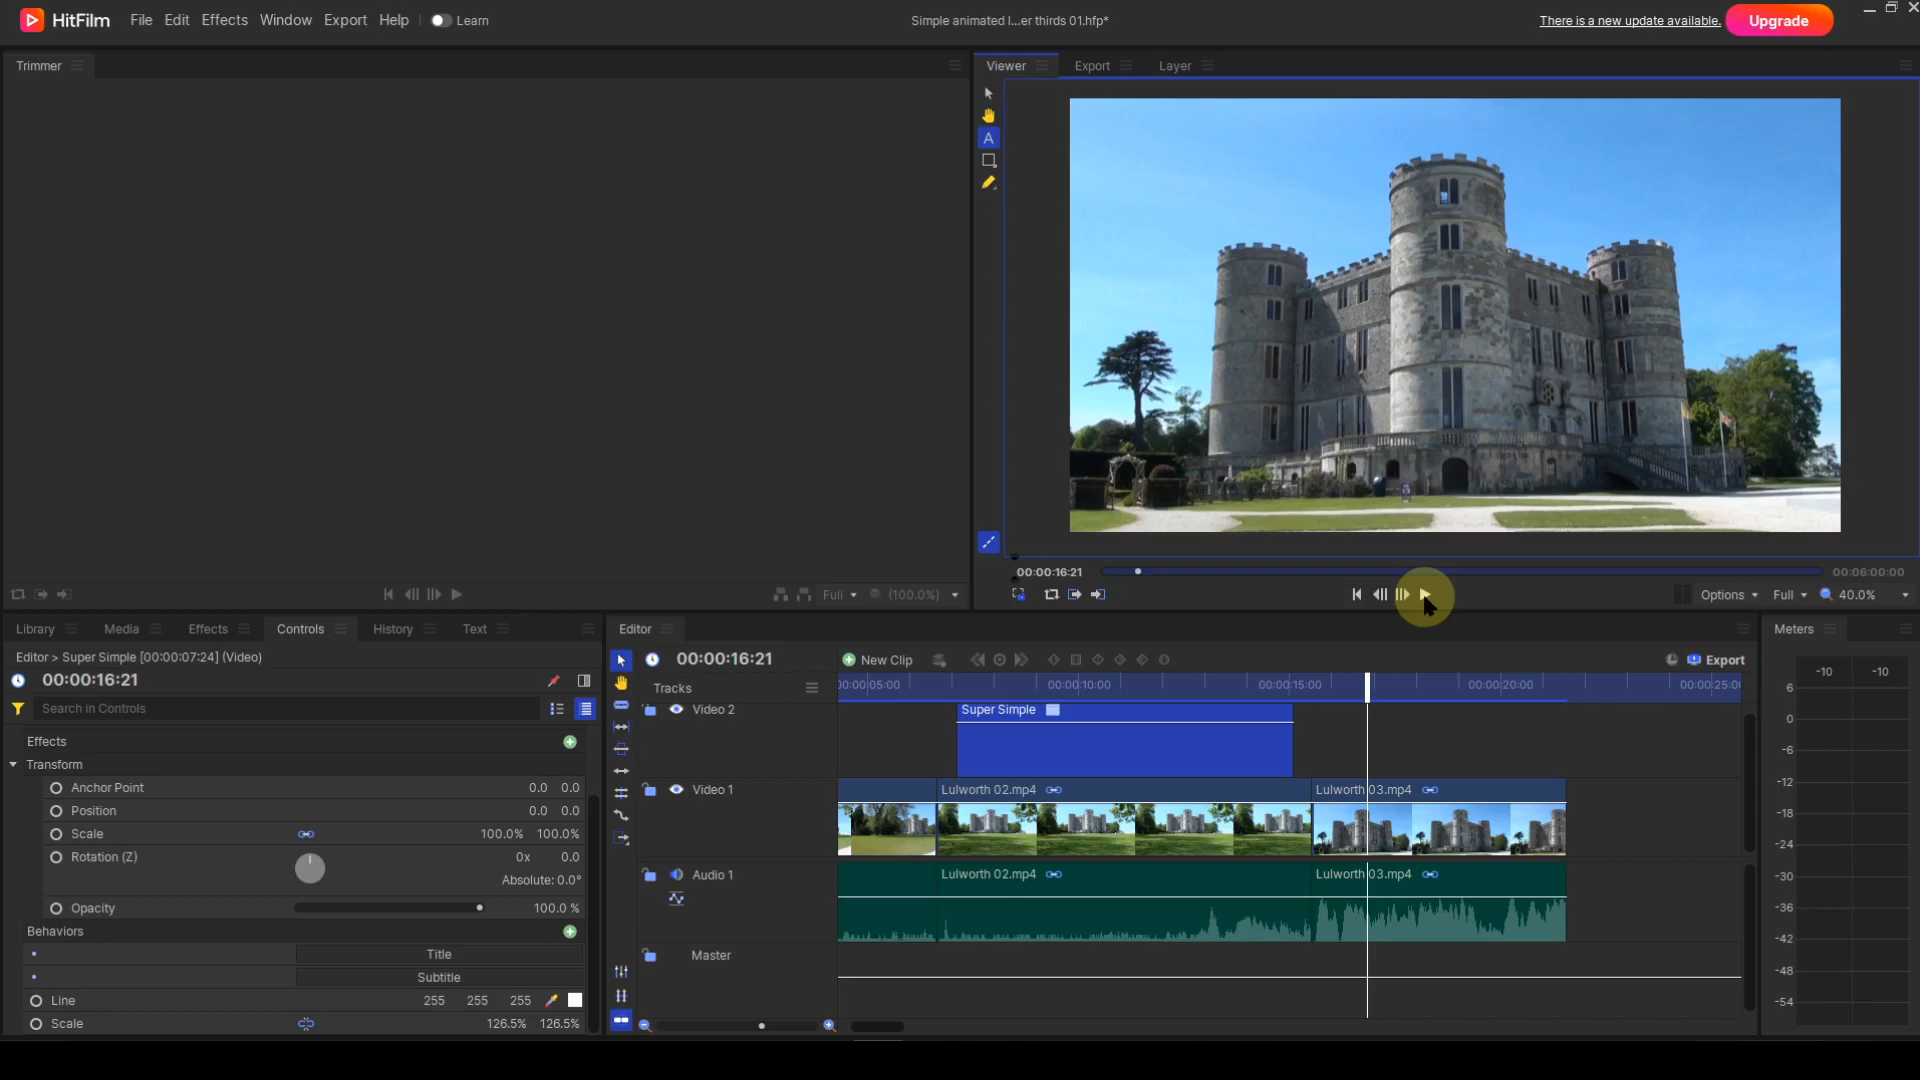 HitFilm File Edit Effects Window Export Help Learn
Simple animated l...er thirds 01.hfp*
There is a new update available. Upgrade
Trimmer
Viewer Export Layer
00:00:16:21 00:06:00:00
Full (100.0%)
Options Full 40.0%
Library Media Effects Controls History Text
Editor > Super Simple [00:00:07:24] (Video)
00:00:16:21
Search in Controls
Effects
Transform
Anchor Point 0.0 0.0
Position 0.0 0.0
Scale 100.0% 100.0%
Rotation (Z) 0x 0.0
Absolute: 0.0°
Opacity 100.0 %
Behaviors
Title
Subtitle
Line 255 255 255
Scale 126.5% 126.5%
Editor
00:00:16:21 New Clip Export
Tracks 00:00:05:00 00:00:10:00 00:00:15:00 00:00:20:00 00:00:25:0
Video 2 Super Simple
Video 1 Lulworth 02.mp4 Lulworth 03.mp4
Audio 1 Lulworth 02.mp4 Lulworth 03.mp4
Master
Meters
-10 -10
6
0
-6
-12
-18
-24
-30
-36
-42
-48
-54